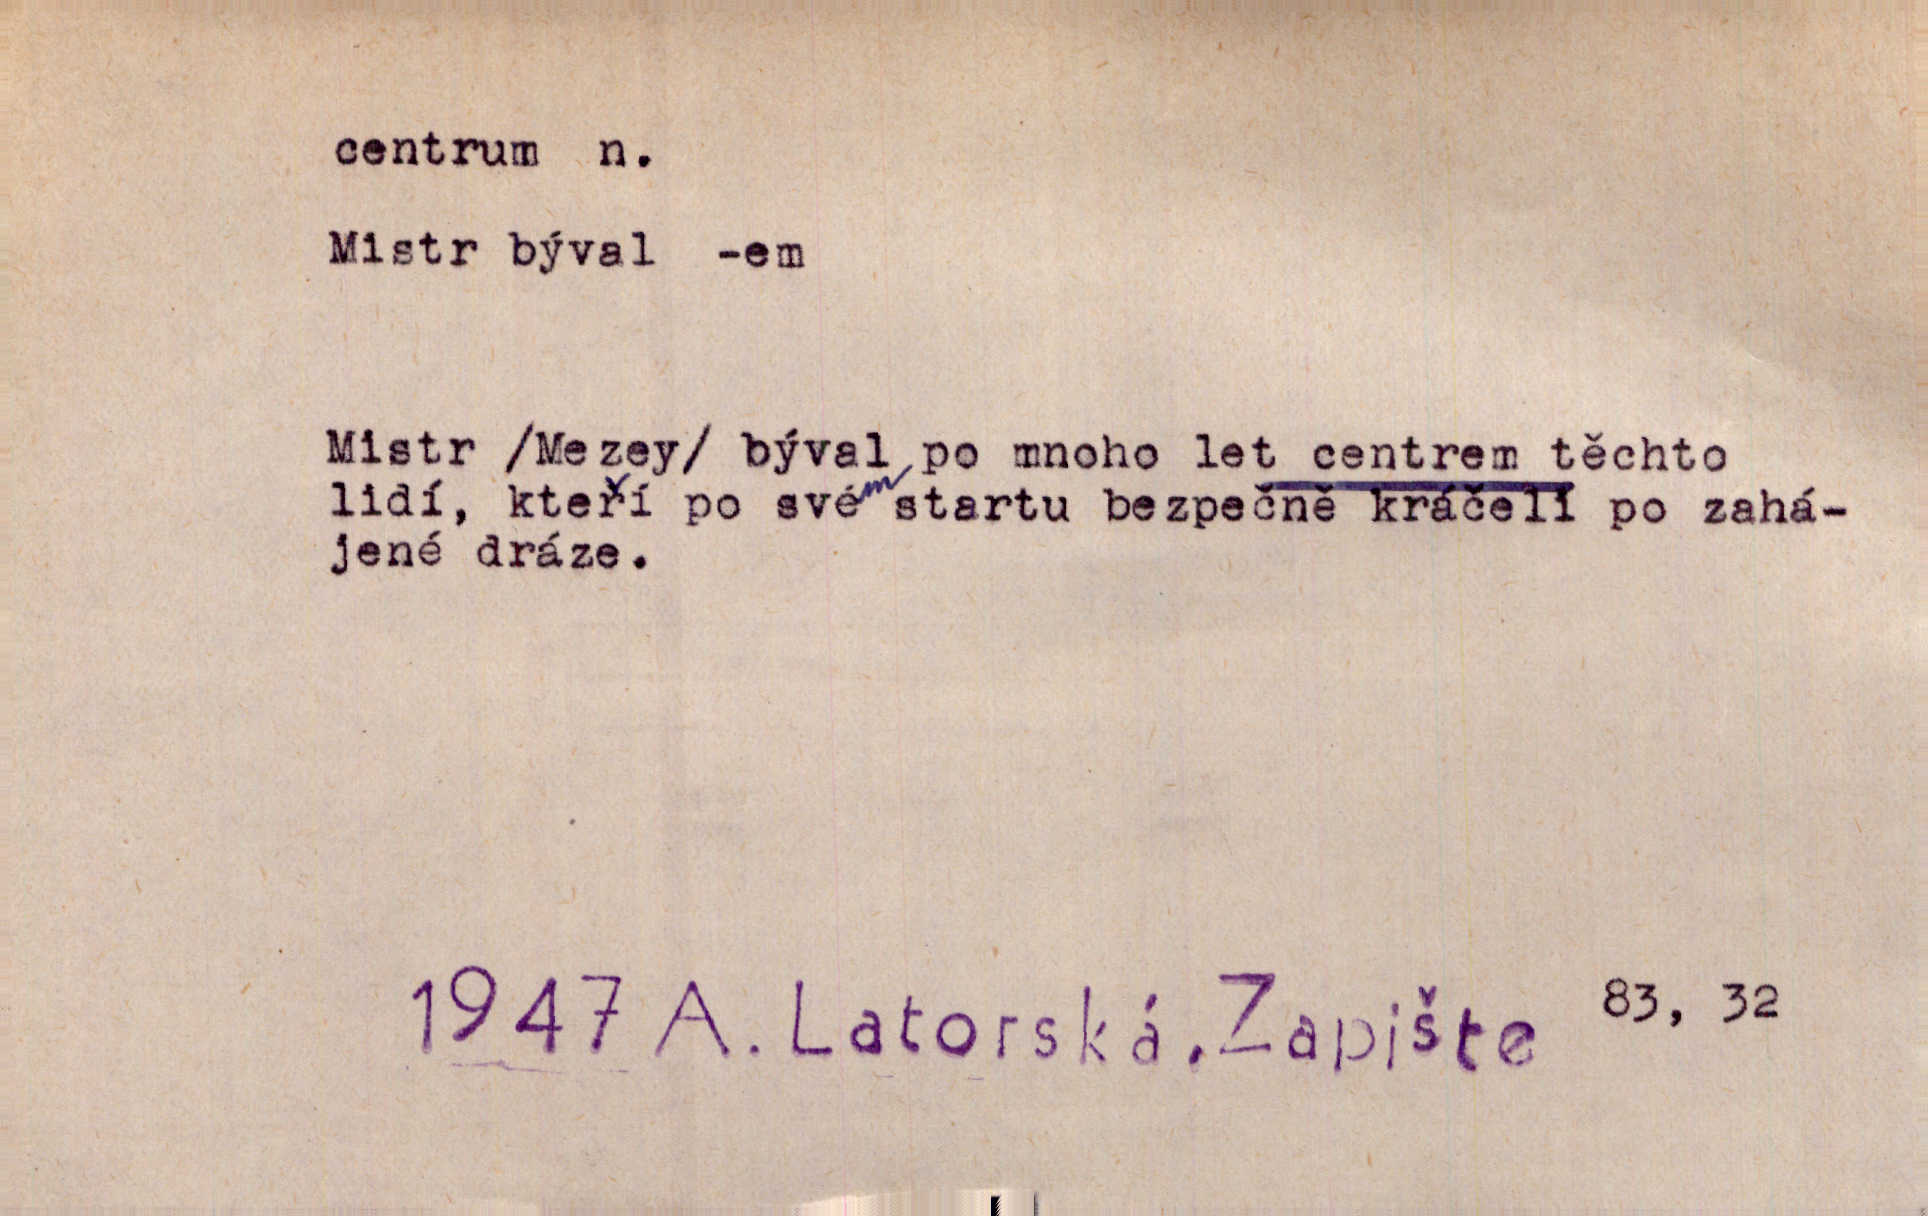 centrum n.
Mistr býval -em
Mistr /Mezey/ býval po mnoho let centrem těchto
lidí, kteří po svém startu bezpečně kráčeli po zahá-
jené dráze.
1947 A. Latorská. Zapište 83, 32